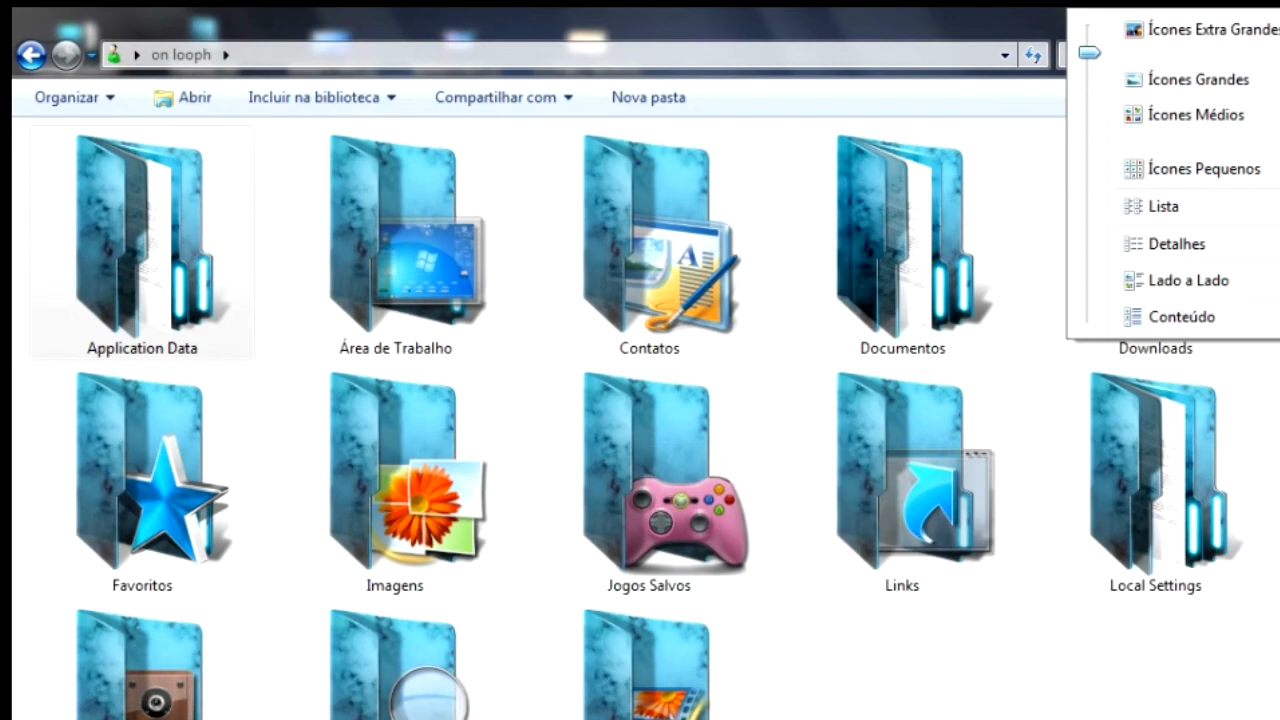 on looph
Organizar
Abrir
Incluir na biblioteca
Compartilhar com
Nova pasta
Ícones Extra Grandes
Ícones Grandes
Ícones Médios
Ícones Pequenos
Lista
Detalhes
Lado a Lado
Conteúdo
Application Data
Área de Trabalho
Contatos
Documentos
Downloads
Favoritos
Imagens
Jogos Salvos
Links
Local Settings